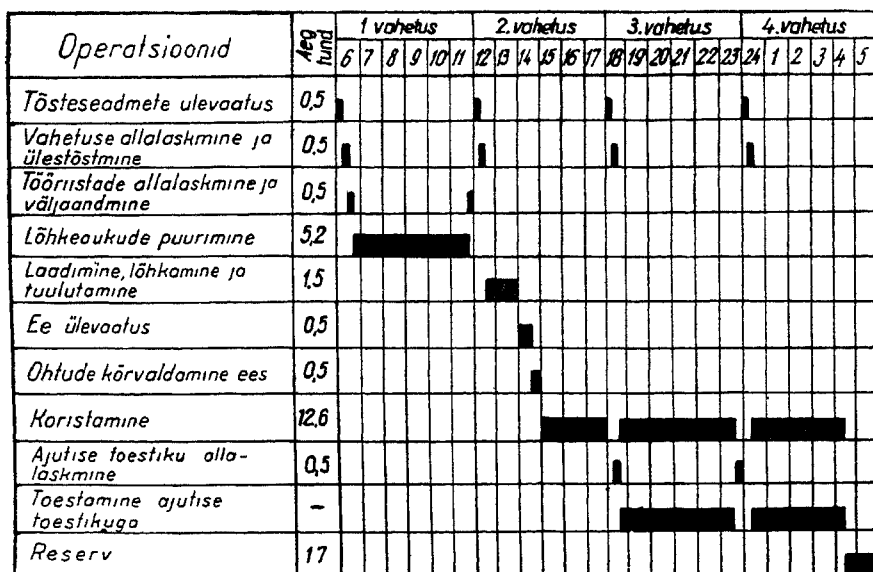 Operatsioonid
Aeg tund
1 vahetus
2. vahetus
3. vahetus
4. vahetus
6 7 8 9 10 11 12 13 14 15 16 17 18 19 20 21 22 23 24 1 2 3 4 5
Tõsteseadmete ulevaatus 0,5
Vahetuse allalaskmine ja
ülestõstmine 0,5
Tööriistade allalaskmine ja
väljaandmine 0,5
Lõhkeaukude puurimine 5,2
Laadimine, lõhkamine ja
tuulutamine 1,5
Ee ülevaatus 0,5
Ohtude kõrvaldamine ees 0,5
Koristamine 12,6
Ajutise toestiku alla-
laskmine 0,5
Toestamine ajutise
toestikuga –
Reserv 17